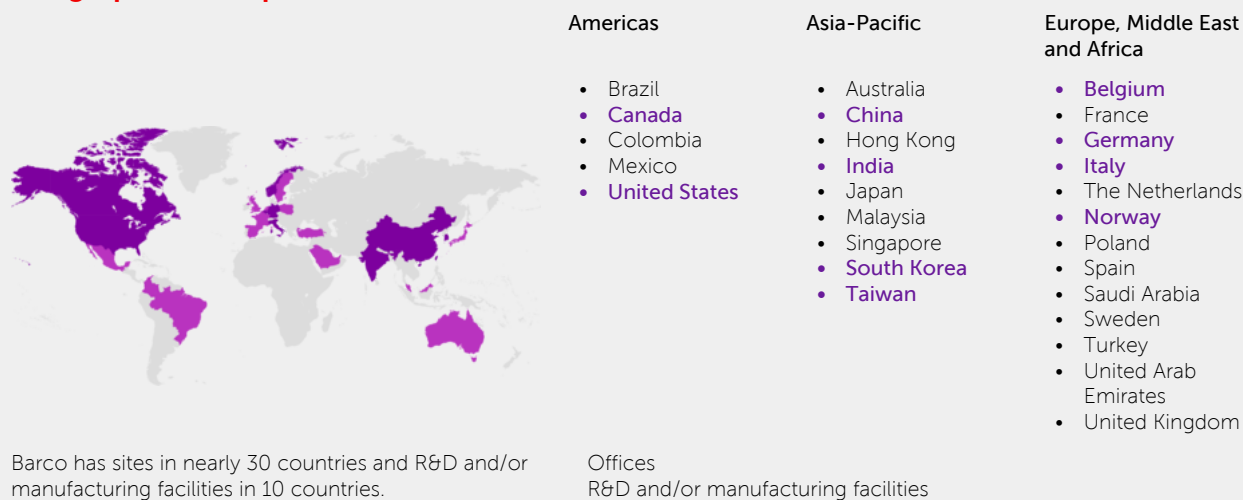 Americas
• Brazil
• Canada
• Colombia
• Mexico
• United States
Asia-Pacific
• Australia
• China
• Hong Kong
• India
• Japan
• Malaysia
• Singapore
• South Korea
• Taiwan
Europe, Middle East
and Africa
• Belgium
• France
• Germany
• Italy
• The Netherlands
• Norway
• Poland
• Spain
• Saudi Arabia
• Sweden
• Turkey
• United Arab
Emirates
• United Kingdom
Barco has sites in nearly 30 countries and R&D and/or
manufacturing facilities in 10 countries.
Offices
R&D and/or manufacturing facilities